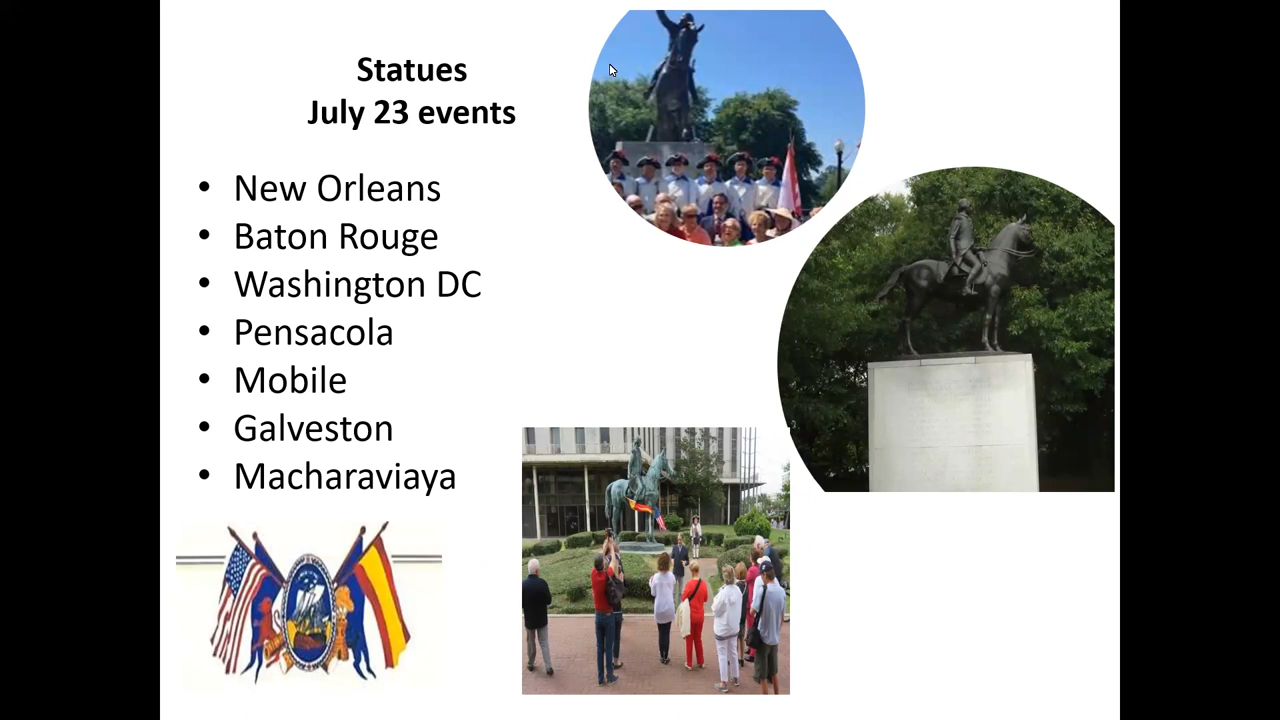 Statues
July 23 events
• New Orleans
• Baton Rouge
• Washington DC
• Pensacola
• Mobile
• Galveston
• Macharaviaya